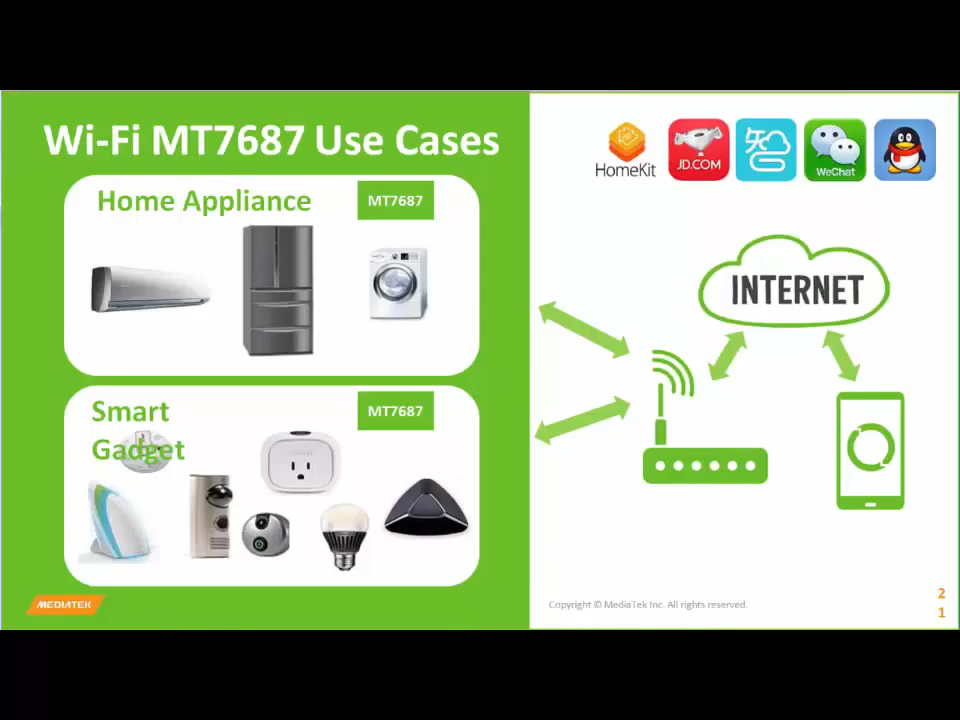 Wi-Fi MT7687 Use Cases
Home Appliance
MT7687
Smart
Gadget
MT7687
MEDIATEK
HomeKit
JD.COM
WeChat
INTERNET
Copyright © MediaTek Inc. All rights reserved.
2
1